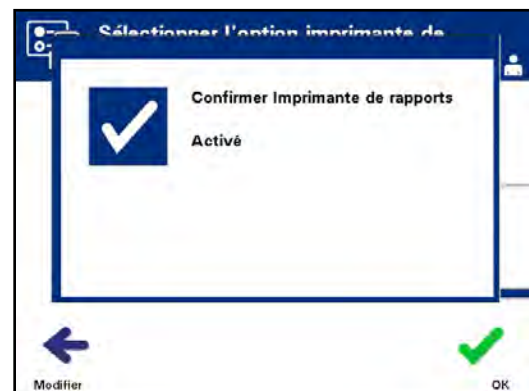 Sélectionner l'option imprimante de
Confirmer Imprimante de rapports
Activé
Modifier
OK